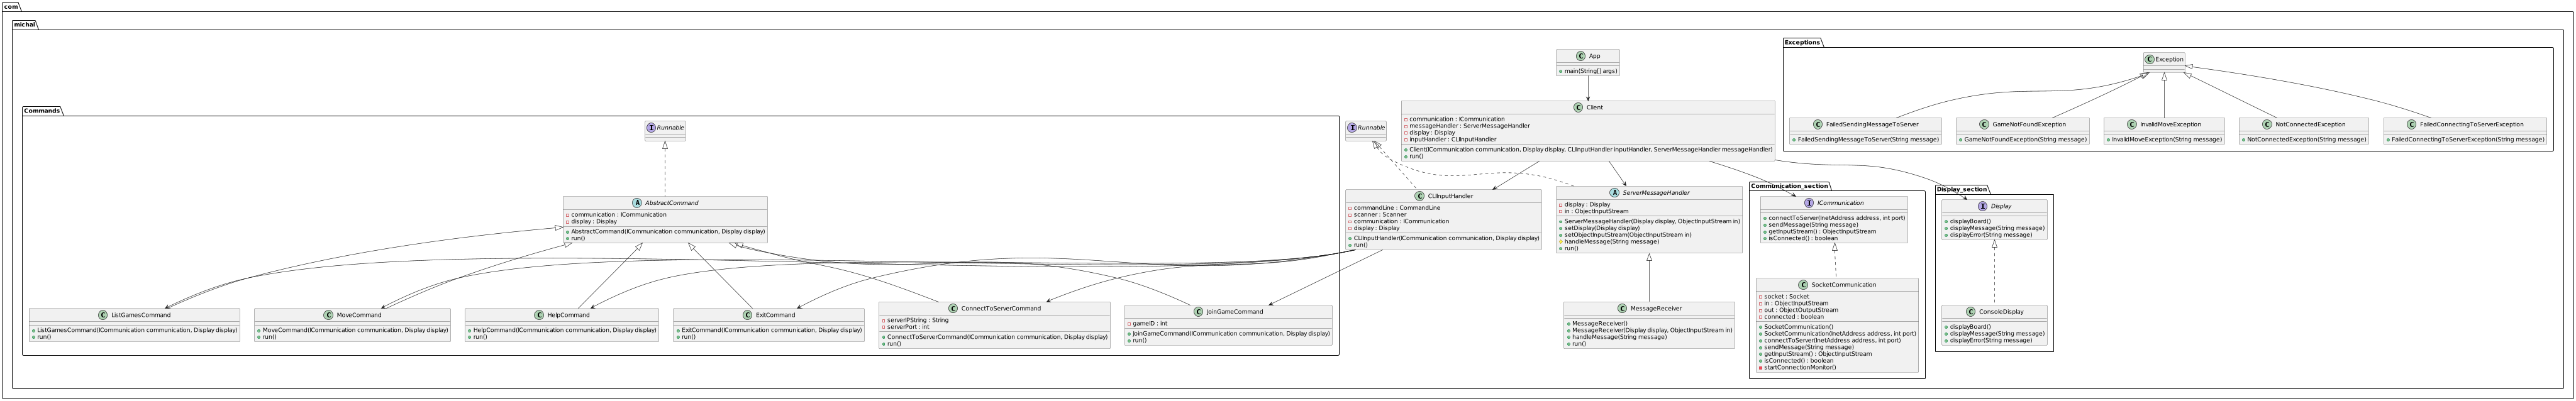 com
michal
Exceptions
C App
+ main(String[] args)
C Exception
Commands
C Client
communication : ICommunication
messageHandler : ServerMessageHandler
display : Display
inputHandler : CLIInputHandler
Client(ICommunication communication, Display display, CLIInputHandler inputHandler, ServerMessageHandler messageHandler)
run()
I Runnable
I Runnable
C FailedSendingMessageToServer
FailedSendingMessageToServer(String message)
C GameNotFoundException
GameNotFoundException(String message)
C InvalidMoveException
InvalidMoveException(String message)
C NotConnectedException
NotConnectedException(String message)
C FailedConnectingToServerException
FailedConnectingToServerException(String message)
A AbstractCommand
communication : ICommunication
display : Display
AbstractCommand(ICommunication communication, Display display)
run()
C CLIInputHandler
commandLine : CommandLine
scanner : Scanner
communication : ICommunication
display : Display
CLIInputHandler(ICommunication communication, Display display)
run()
A ServerMessageHandler
display : Display
in : ObjectInputStream
ServerMessageHandler(Display display, ObjectInputStream in)
setDisplay(Display display)
setObjectInputStream(ObjectInputStream in)
handleMessage(String message)
run()
Communication_section
I ICommunication
connectToServer(InetAddress address, int port)
sendMessage(String message)
getInputStream() : ObjectInputStream
isConnected() : boolean
Display_section
I Display
displayBoard()
displayMessage(String message)
displayError(String message)
C ListGamesCommand
ListGamesCommand(ICommunication communication, Display display)
run()
C MoveCommand
MoveCommand(ICommunication communication, Display display)
run()
C HelpCommand
HelpCommand(ICommunication communication, Display display)
run()
C ExitCommand
ExitCommand(ICommunication communication, Display display)
run()
C ConnectToServerCommand
serverIPString : String
serverPort : int
ConnectToServerCommand(ICommunication communication, Display display)
run()
C JoinGameCommand
gameID : int
JoinGameCommand(ICommunication communication, Display display)
run()
C MessageReceiver
MessageReceiver()
MessageReceiver(Display display, ObjectInputStream in)
handleMessage(String message)
run()
C SocketCommunication
socket : Socket
in : ObjectInputStream
out : ObjectOutputStream
connected : boolean
SocketCommunication()
SocketCommunication(InetAddress address, int port)
connectToServer(InetAddress address, int port)
sendMessage(String message)
getInputStream() : ObjectInputStream
isConnected() : boolean
startConnectionMonitor()
C ConsoleDisplay
displayBoard()
displayMessage(String message)
displayError(String message)